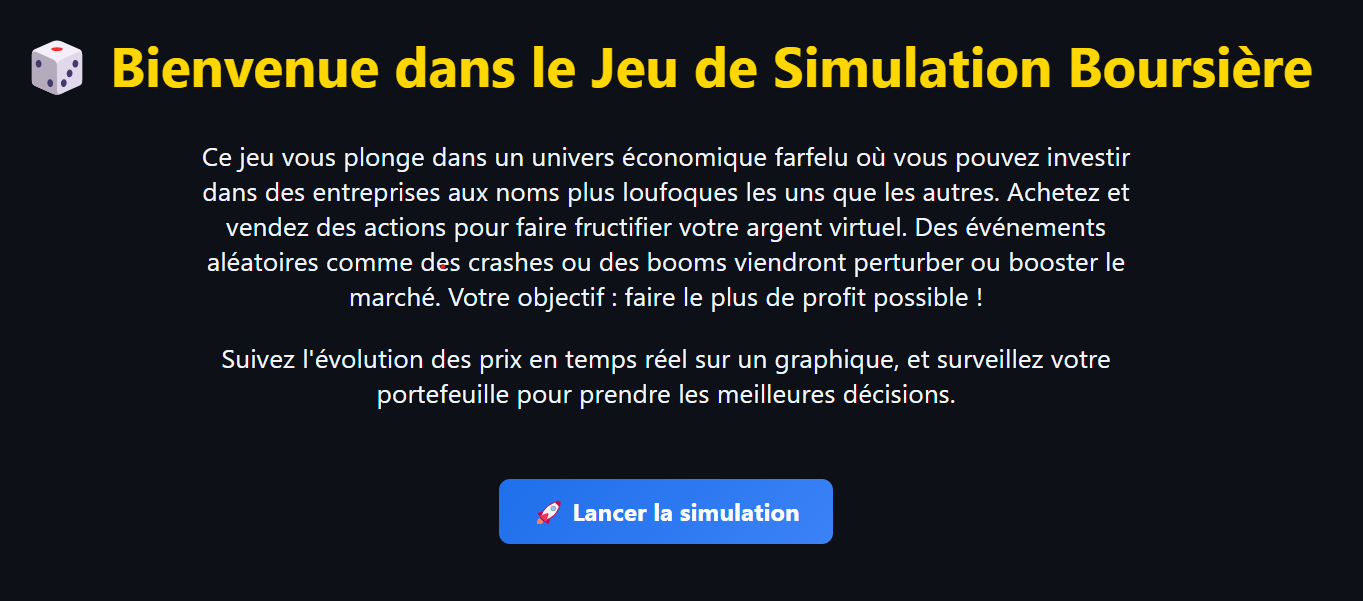 Bienvenue dans le Jeu de Simulation Boursière
Ce jeu vous plonge dans un univers économique farfelu où vous pouvez investir
dans des entreprises aux noms plus loufoques les uns que les autres. Achetez et
vendez des actions pour faire fructifier votre argent virtuel. Des événements
aléatoires comme des crashes ou des booms viendront perturber ou booster le
marché. Votre objectif : faire le plus de profit possible !
Suivez l'évolution des prix en temps réel sur un graphique, et surveillez votre
portefeuille pour prendre les meilleures décisions.
Lancer la simulation